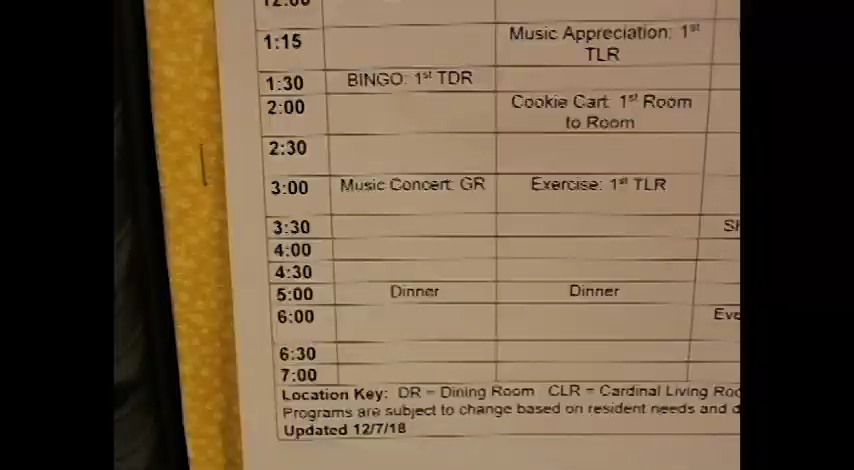 12:00
1:15 Music Appreciation: 1st
TLR
1:30 BINGO: 1st TDR
2:00 Cookie Cart: 1st Room
to Room
2:30
3:00 Music Concert: GR Exercise: 1st TLR
3:30
4:00
4:30
5:00 Dinner Dinner
6:00
6:30
7:00
Location Key: DR = Dining Room CLR = Cardinal Living
Programs are subject to change based on resident needs and
Updated 12/7/18